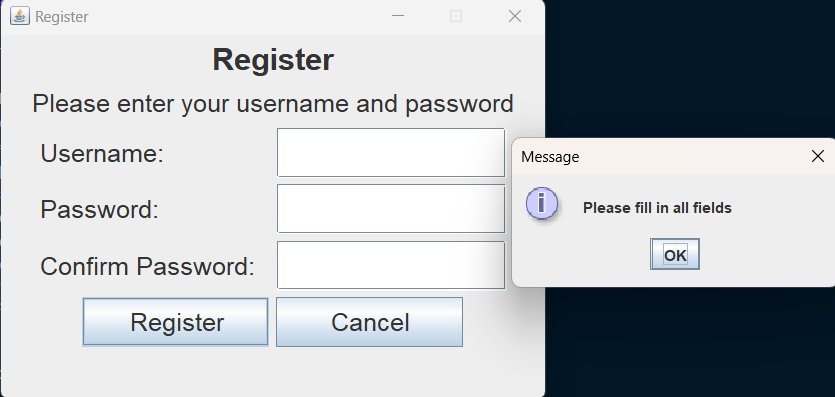 Register
Register
Please enter your username and password
Username:
Password:
Confirm Password:
Register
Cancel
Message
i
Please fill in all fields
OK